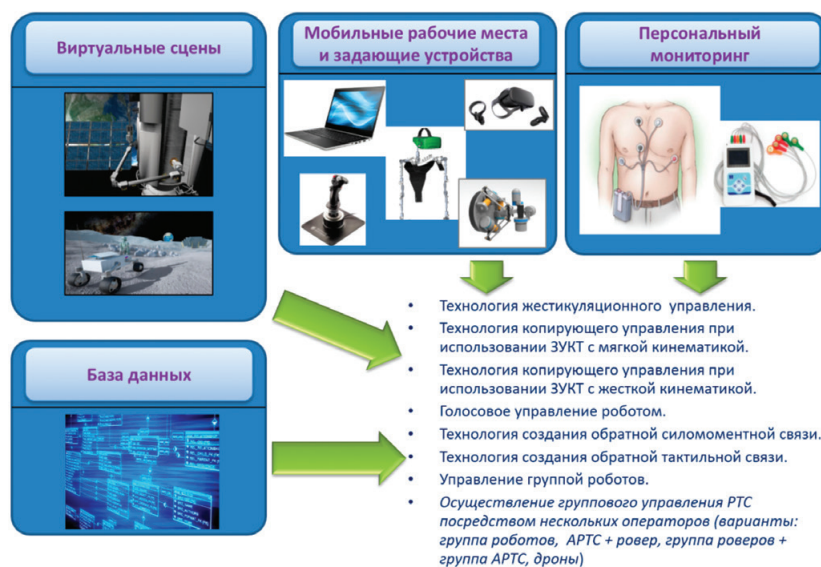 Виртуальные сцены
Мобильные рабочие места
и задающие устройства
Персональный
мониторинг
База данных
• Технология жестикуляционного управления.
• Технология копирующего управления при
использовании ЗУКТ с мягкой кинематикой.
• Технология копирующего управления при
использовании ЗУКТ с жесткой кинематикой.
• Голосовое управление роботом.
• Технология создания обратной силомоментной связи.
• Технология создания обратной тактильной связи.
• Управление группой роботов.
• Осуществление группового управления РТС
посредством нескольких операторов (варианты:
группа роботов, АРТС + ровер, группа роверов +
группа АРТС, дроны)